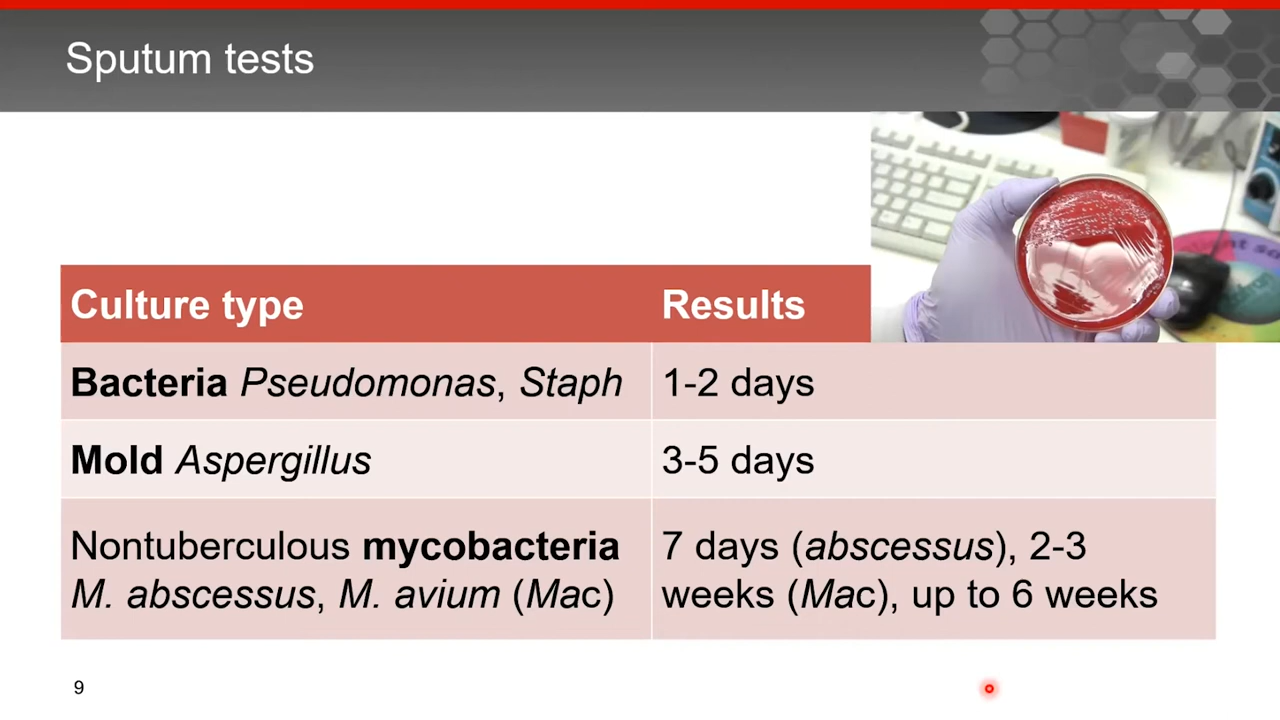 Sputum tests
Culture type
Results
Bacteria Pseudomonas, Staph
1-2 days
Mold Aspergillus
3-5 days
Nontuberculous mycobacteria
M. abscessus, M. avium (Mac)
7 days (abscessus), 2-3
weeks (Mac), up to 6 weeks
9